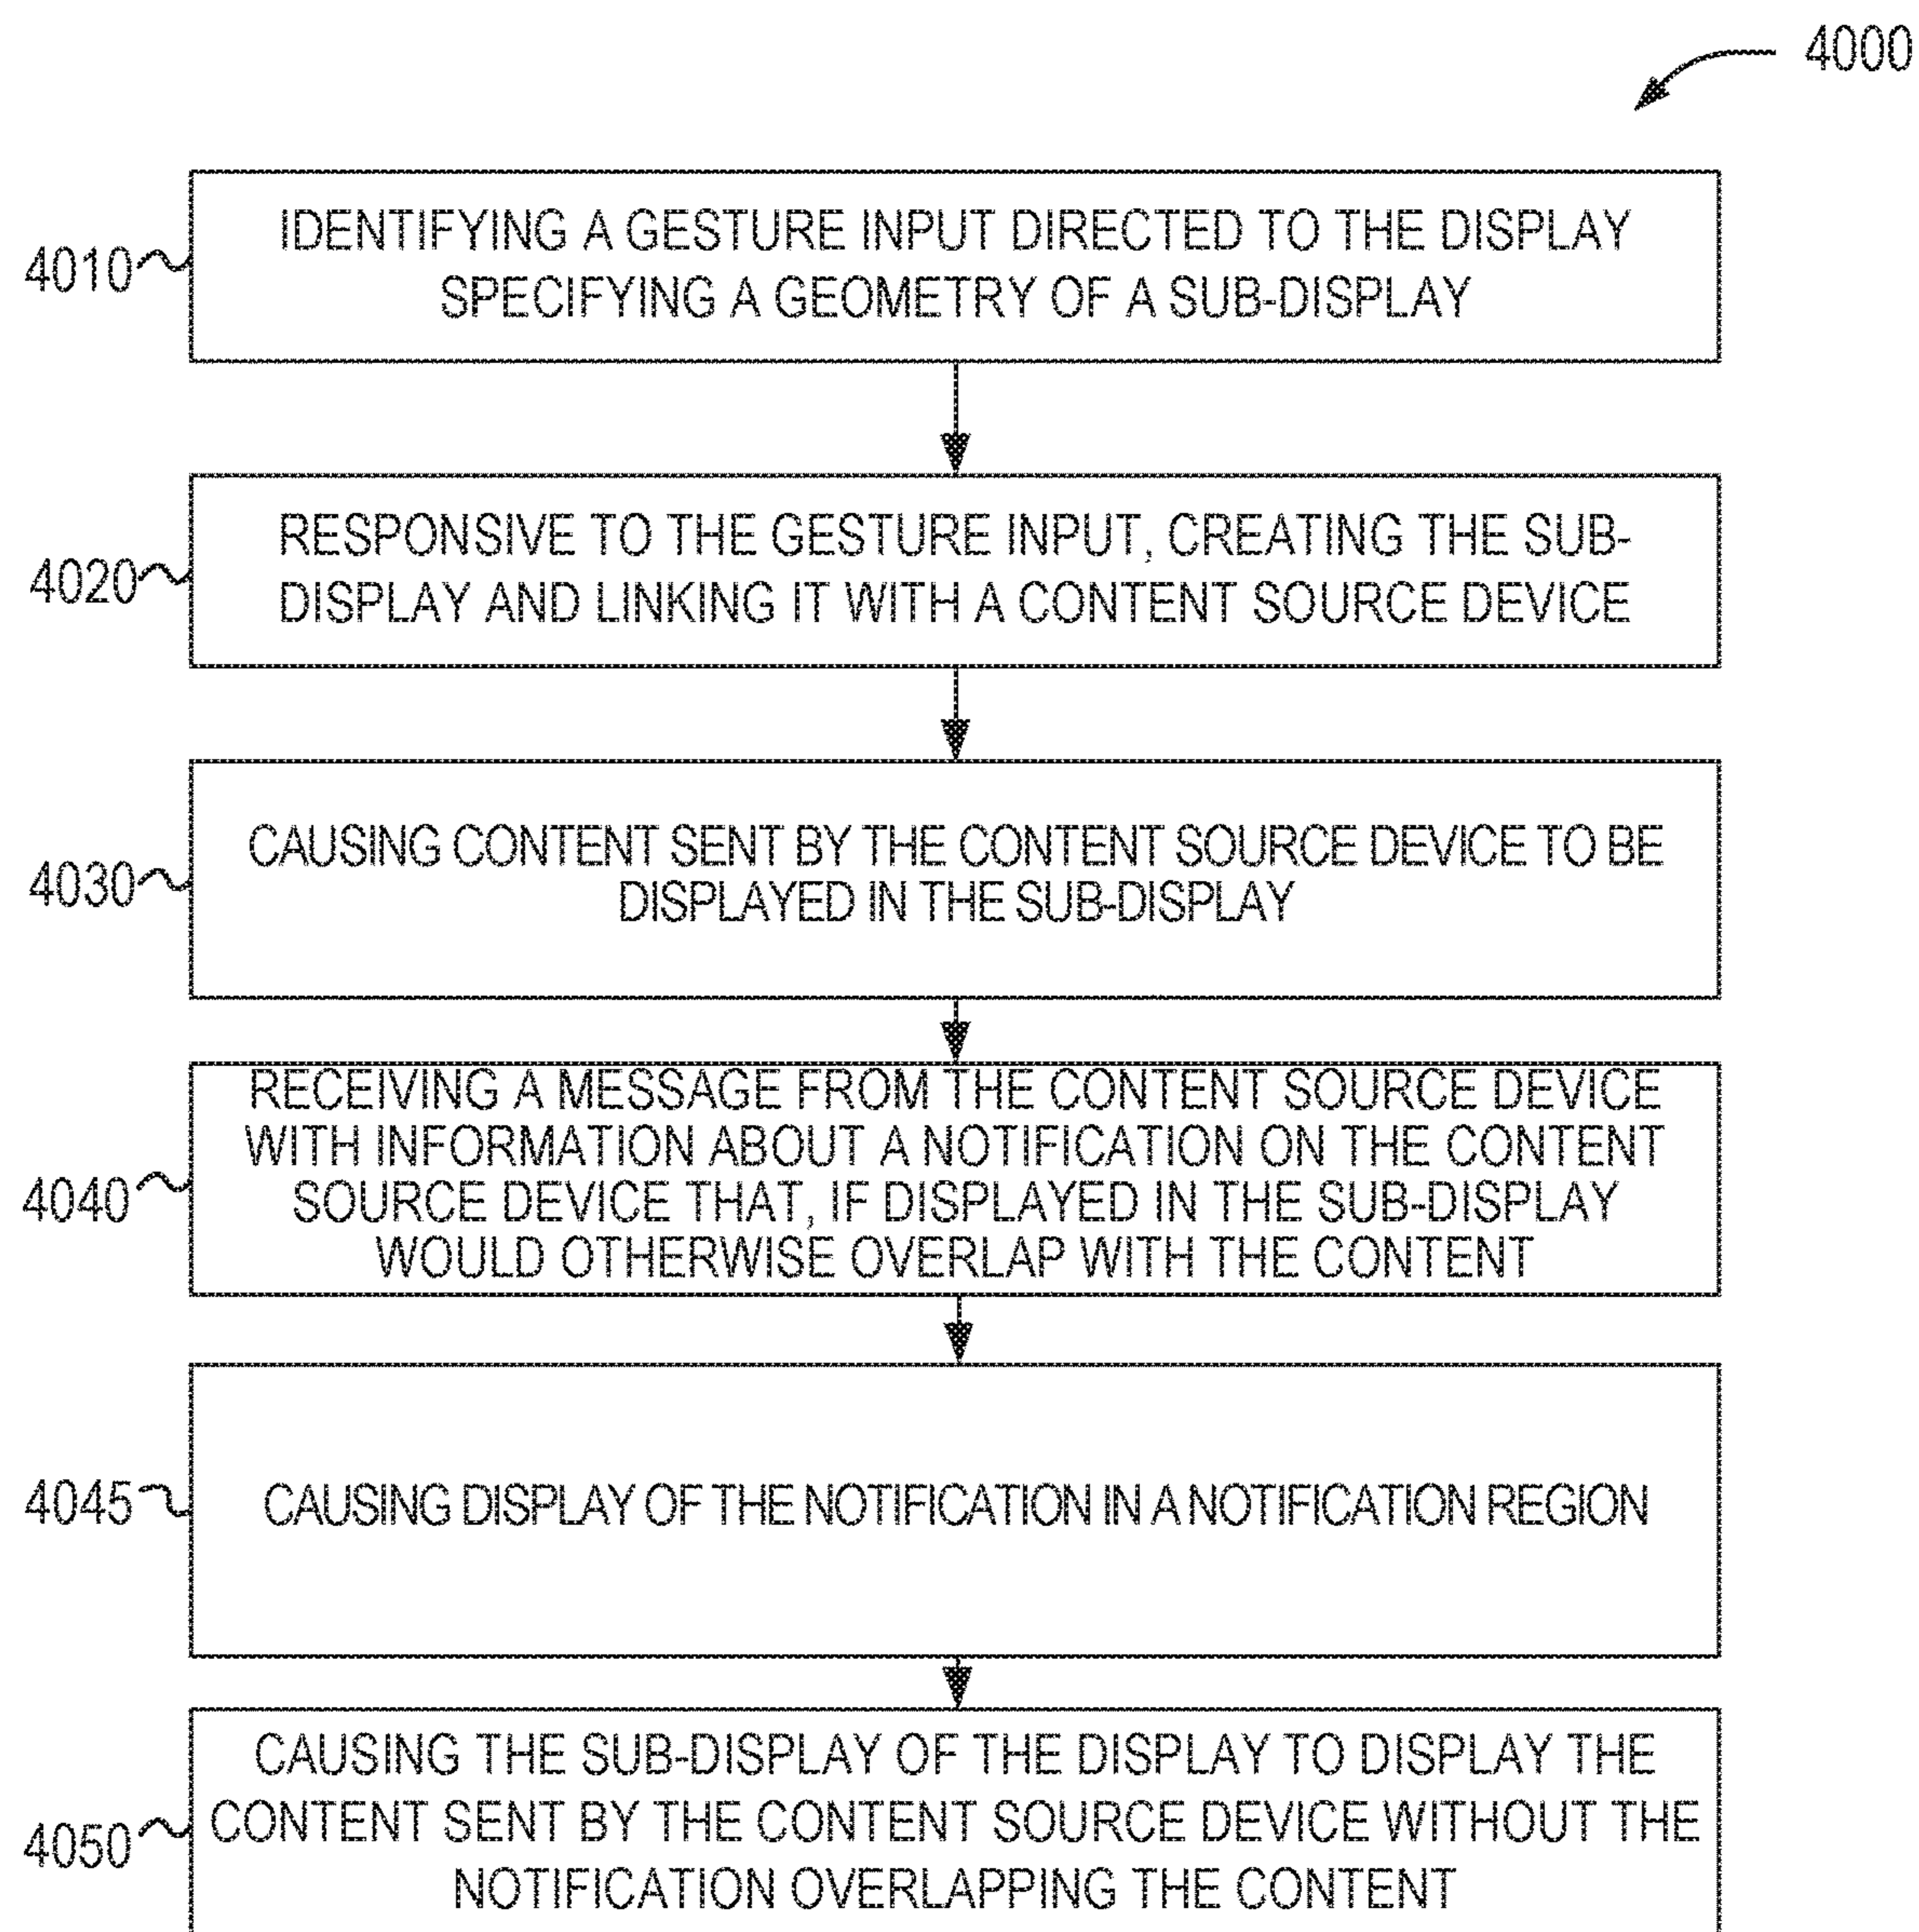 4000
IDENTIFYING A GESTURE INPUT DIRECTED TO THE DISPLAY
SPECIFYING A GEOMETRY OF A SUB-DISPLAY
4010
RESPONSIVE TO THE GESTURE INPUT, CREATING THE SUB-
DISPLAY AND LINKING IT WITH A CONTENT SOURCE DEVICE
4020
CAUSING CONTENT SENT BY THE CONTENT SOURCE DEVICE TO BE
DISPLAYED IN THE SUB-DISPLAY
4030
RECEIVING A MESSAGE FROM THE CONTENT SOURCE DEVICE
WITH INFORMATION ABOUT A NOTIFICATION ON THE CONTENT
SOURCE DEVICE THAT, IF DISPLAYED IN THE SUB-DISPLAY
WOULD OTHERWISE OVERLAP WITH THE CONTENT
4040
CAUSING DISPLAY OF THE NOTIFICATION IN A NOTIFICATION REGION
4045
CAUSING THE SUB-DISPLAY OF THE DISPLAY TO DISPLAY THE
CONTENT SENT BY THE CONTENT SOURCE DEVICE WITHOUT THE
NOTIFICATION OVERLAPPING THE CONTENT
4050